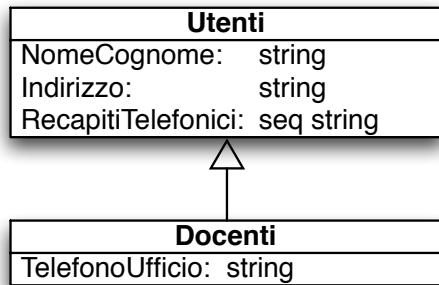 Utenti
NomeCognome: string
Indirizzo: string
RecapitiTelefonici: seq string
Docenti
TelefonoUfficio: string